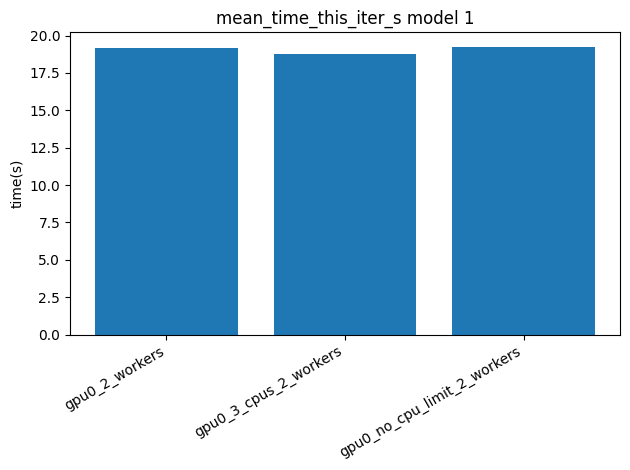 mean_time_this_iter_s model 1
20.0
17.5
15.0
12.5
10.0
7.5
5.0
2.5
0.0
time(s)
gpu0_2_workers
gpu0_3_cpus_2_workers
gpu0_no_cpu_limit_2_workers